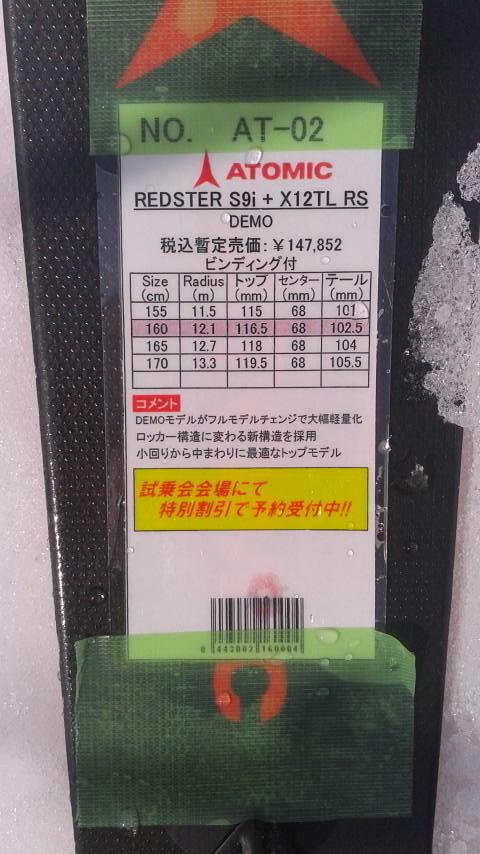 NO. AT-02
ATOMIC
REDSTER S9i + X12TL RS
DEMO
税込暫定売価:￥147,852
ビンディング付
Size (cm) Radius (m) トップ (mm) センター (mm) テール (mm)
155 11.5 115 68 101
160 12.1 116.5 68 102.5
165 12.7 118 68 104
170 13.3 119.5 68 105.5
コメント
DEMOモデルがフルモデルチェンジで大幅軽量化
ロッカー構造に変わる新構造を採用
小回りから中まわりに最適なトップモデル
試乗会会場にて
特別割引で予約受付中!!